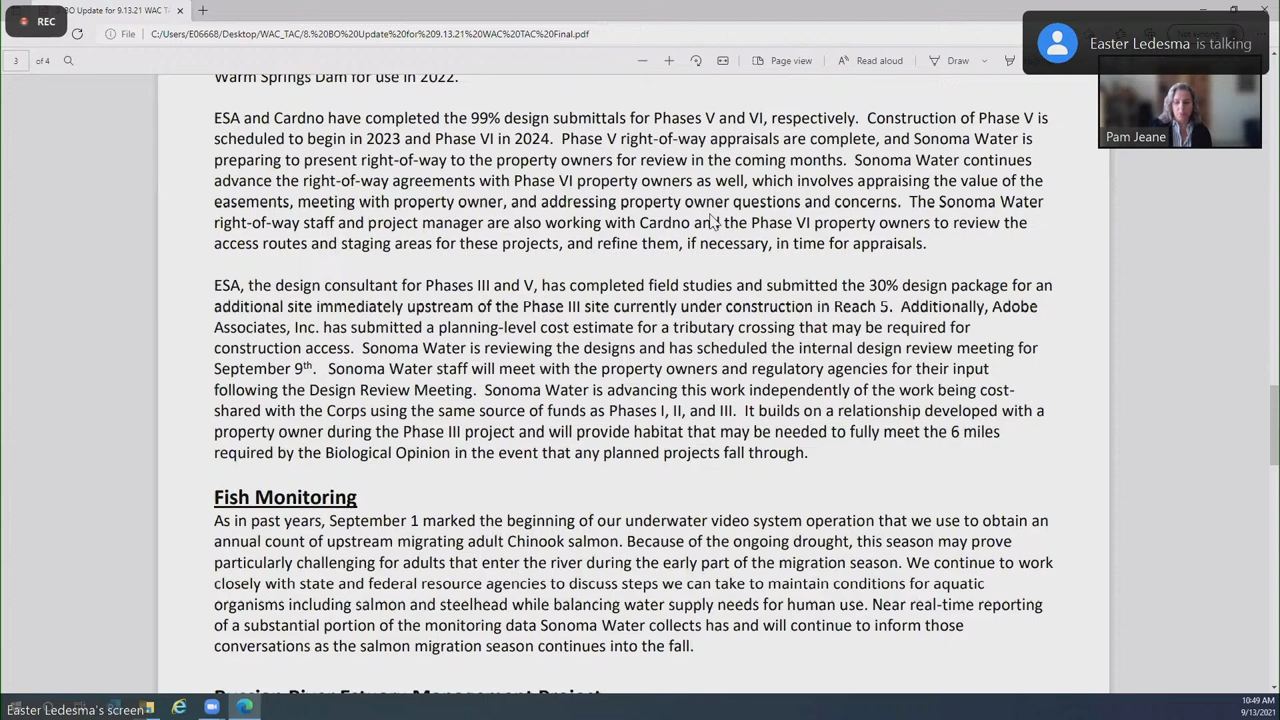 BO Update for 9.13.21 WAC TAC
REC
File
C:/Users/E06668/Desktop/WAC_TAC/8.%20BO%20Update%20for%209.13.21%20WAC%20TAC%20Final.pdf
Easter Ledesma is talking
3
of 4
Page view
Read aloud
Draw
Pam Jeane
Warm Springs Dam for use in 2022.
ESA and Cardno have completed the 99% design submittals for Phases V and VI, respectively. Construction of Phase V is
scheduled to begin in 2023 and Phase VI in 2024. Phase V right-of-way appraisals are complete, and Sonoma Water is
preparing to present right-of-way to the property owners for review in the coming months. Sonoma Water continues
advance the right-of-way agreements with Phase VI property owners as well, which involves appraising the value of the
easements, meeting with property owner, and addressing property owner questions and concerns. The Sonoma Water
right-of-way staff and project manager are also working with Cardno and the Phase VI property owners to review the
access routes and staging areas for these projects, and refine them, if necessary, in time for appraisals.
ESA, the design consultant for Phases III and V, has completed field studies and submitted the 30% design package for an
additional site immediately upstream of the Phase III site currently under construction in Reach 5. Additionally, Adobe
Associates, Inc. has submitted a planning-level cost estimate for a tributary crossing that may be required for
construction access. Sonoma Water is reviewing the designs and has scheduled the internal design review meeting for
September 9th. Sonoma Water staff will meet with the property owners and regulatory agencies for their input
following the Design Review Meeting. Sonoma Water is advancing this work independently of the work being cost-
shared with the Corps using the same source of funds as Phases I, II, and III. It builds on a relationship developed with a
property owner during the Phase III project and will provide habitat that may be needed to fully meet the 6 miles
required by the Biological Opinion in the event that any planned projects fall through.
Fish Monitoring
As in past years, September 1 marked the beginning of our underwater video system operation that we use to obtain an
annual count of upstream migrating adult Chinook salmon. Because of the ongoing drought, this season may prove
particularly challenging for adults that enter the river during the early part of the migration season. We continue to work
closely with state and federal resource agencies to discuss steps we can take to maintain conditions for aquatic
organisms including salmon and steelhead while balancing water supply needs for human use. Near real-time reporting
of a substantial portion of the monitoring data Sonoma Water collects has and will continue to inform those
conversations as the salmon migration season continues into the fall.
Russian River Estuary Management Project
Easter Ledesma's screen
10:49 AM
9/13/2021